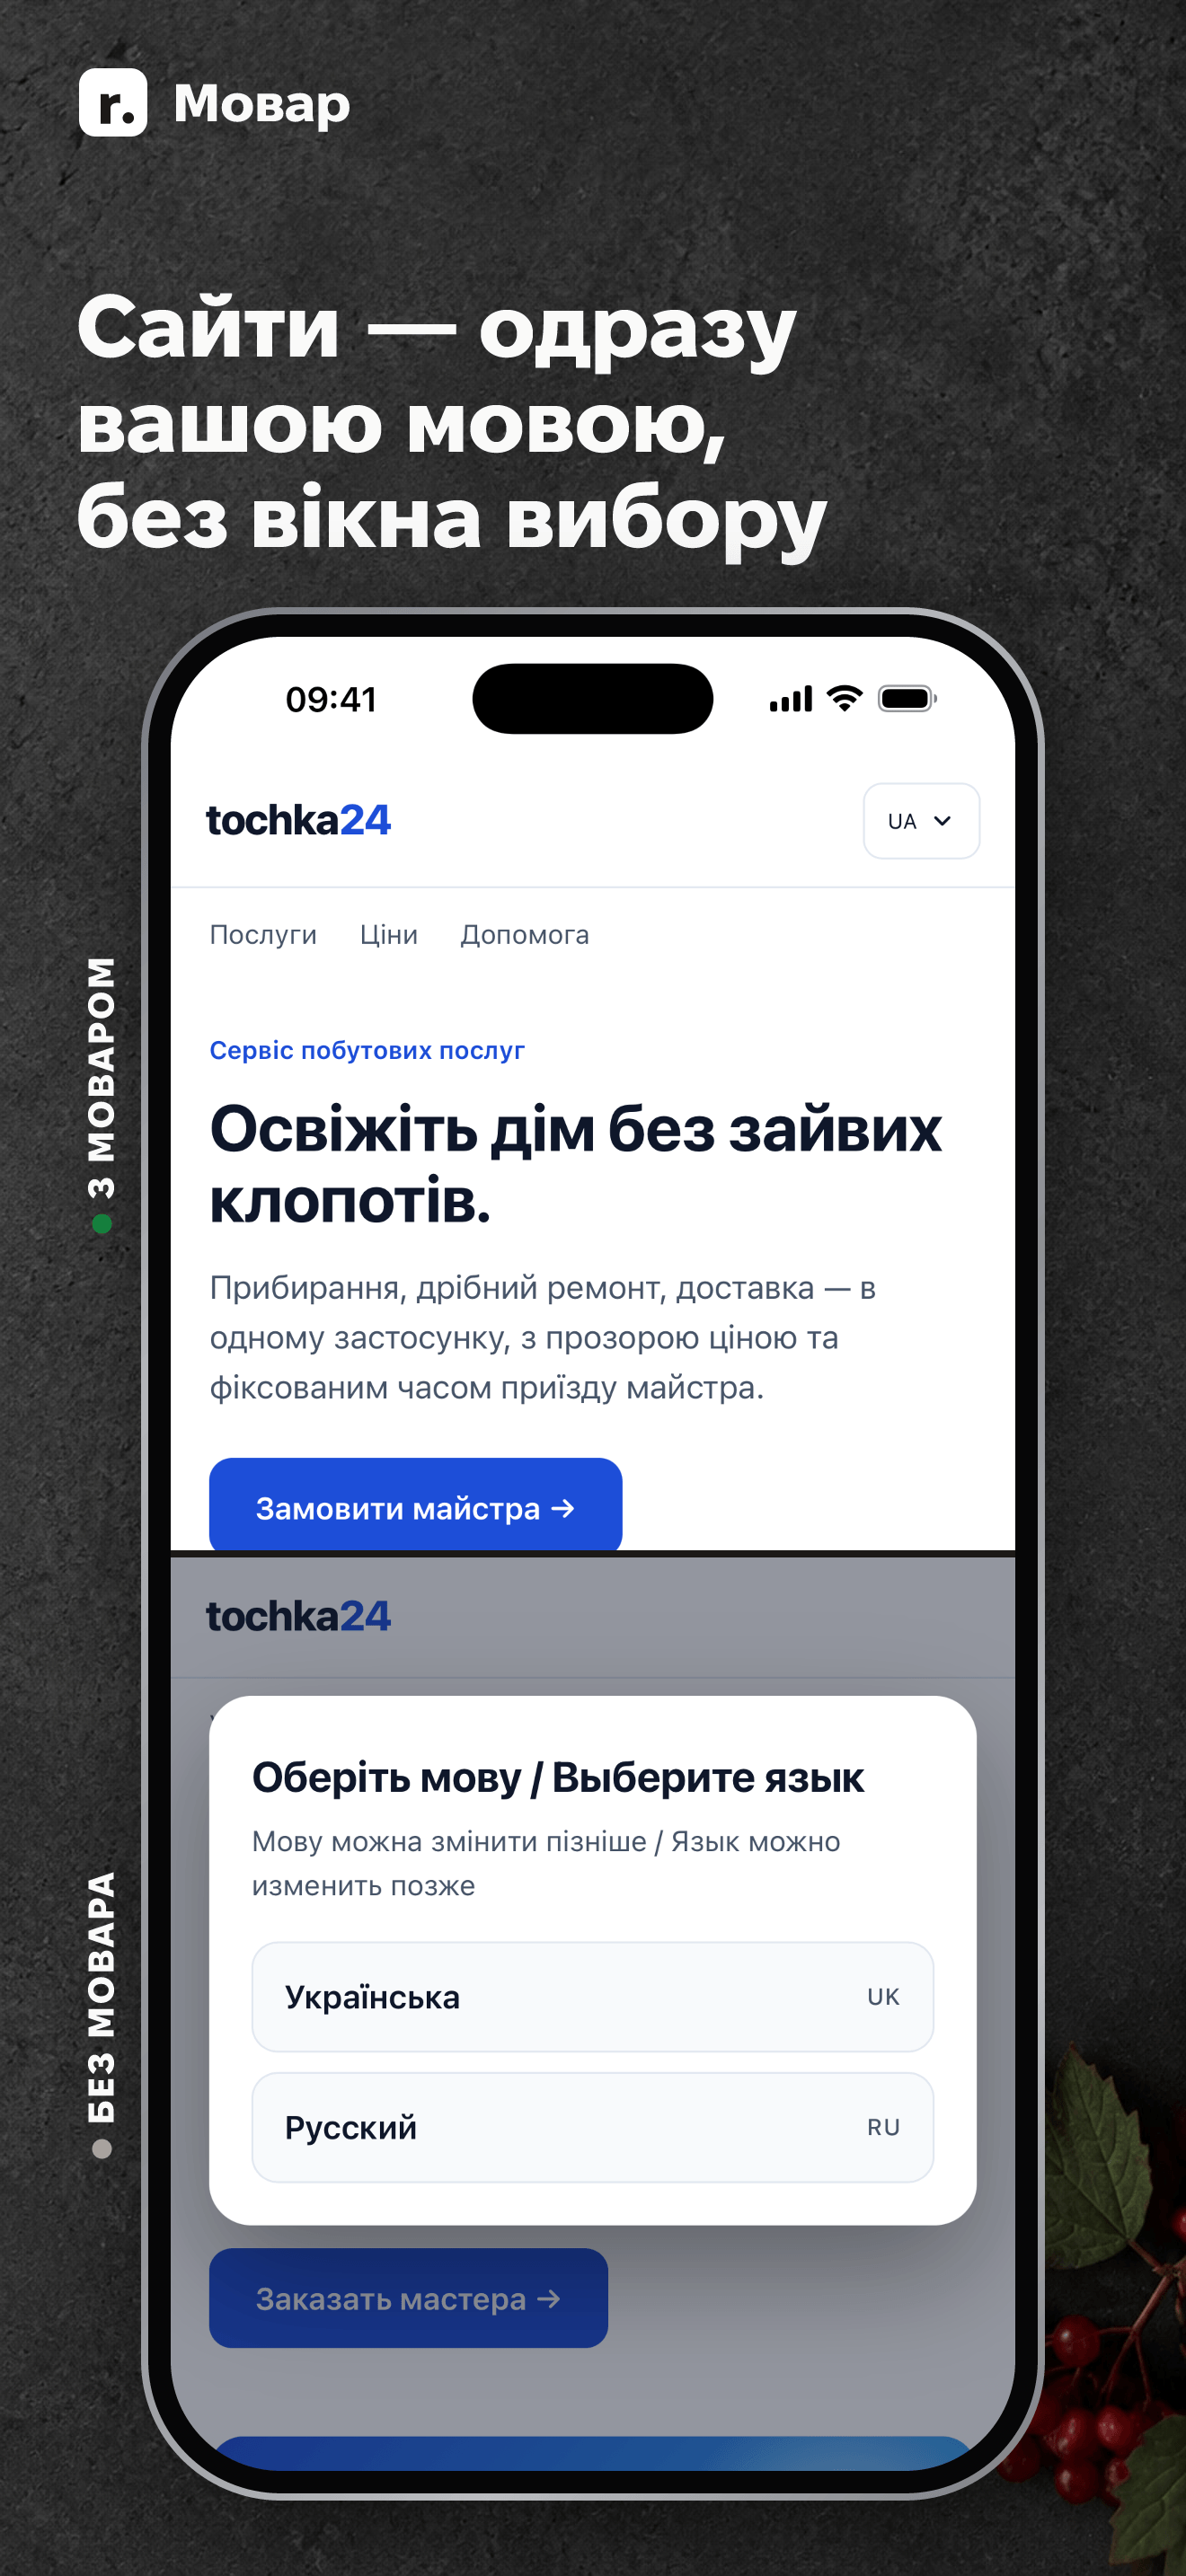 r. Мовар
Сайти — одразу
вашою мовою,
без вікна вибору
09:41
tochka24
UA
Послуги Ціни Допомога
З МОВАРОМ
Сервіс побутових послуг
Освіжіть дім без зайвих
клопотів.
Прибирання, дрібний ремонт, доставка — в
одному застосунку, з прозорою ціною та
фіксованим часом приїзду майстра.
Замовити майстра →
tochka24
БЕЗ МОВАРА
Оберіть мову / Выберите язык
Мову можна змінити пізніше / Язык можно
изменить позже
Українська UK
Русский RU
Заказать мастера →